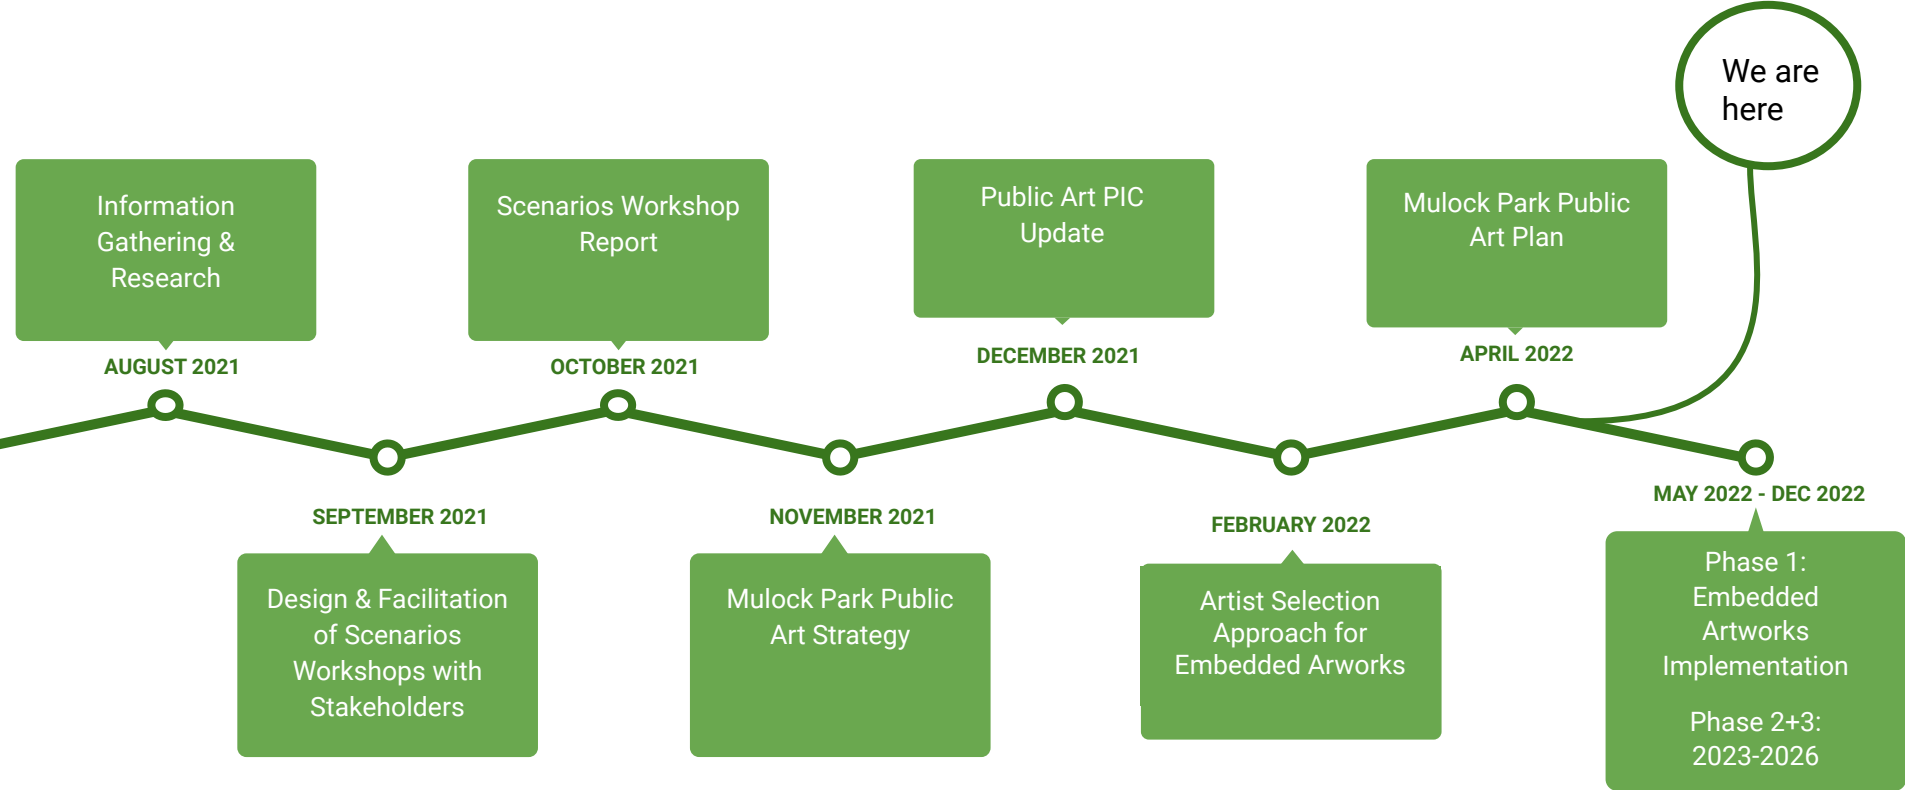 We are
here
Information
Gathering &
Research
AUGUST 2021
Scenarios Workshop
Report
OCTOBER 2021
Public Art PIC
Update
DECEMBER 2021
Mulock Park Public
Art Plan
APRIL 2022
SEPTEMBER 2021
Design & Facilitation
of Scenarios
Workshops with
Stakeholders
NOVEMBER 2021
Mulock Park Public
Art Strategy
FEBRUARY 2022
Artist Selection
Approach for
Embedded Arworks
MAY 2022 - DEC 2022
Phase 1:
Embedded
Artworks
Implementation
Phase 2+3:
2023-2026